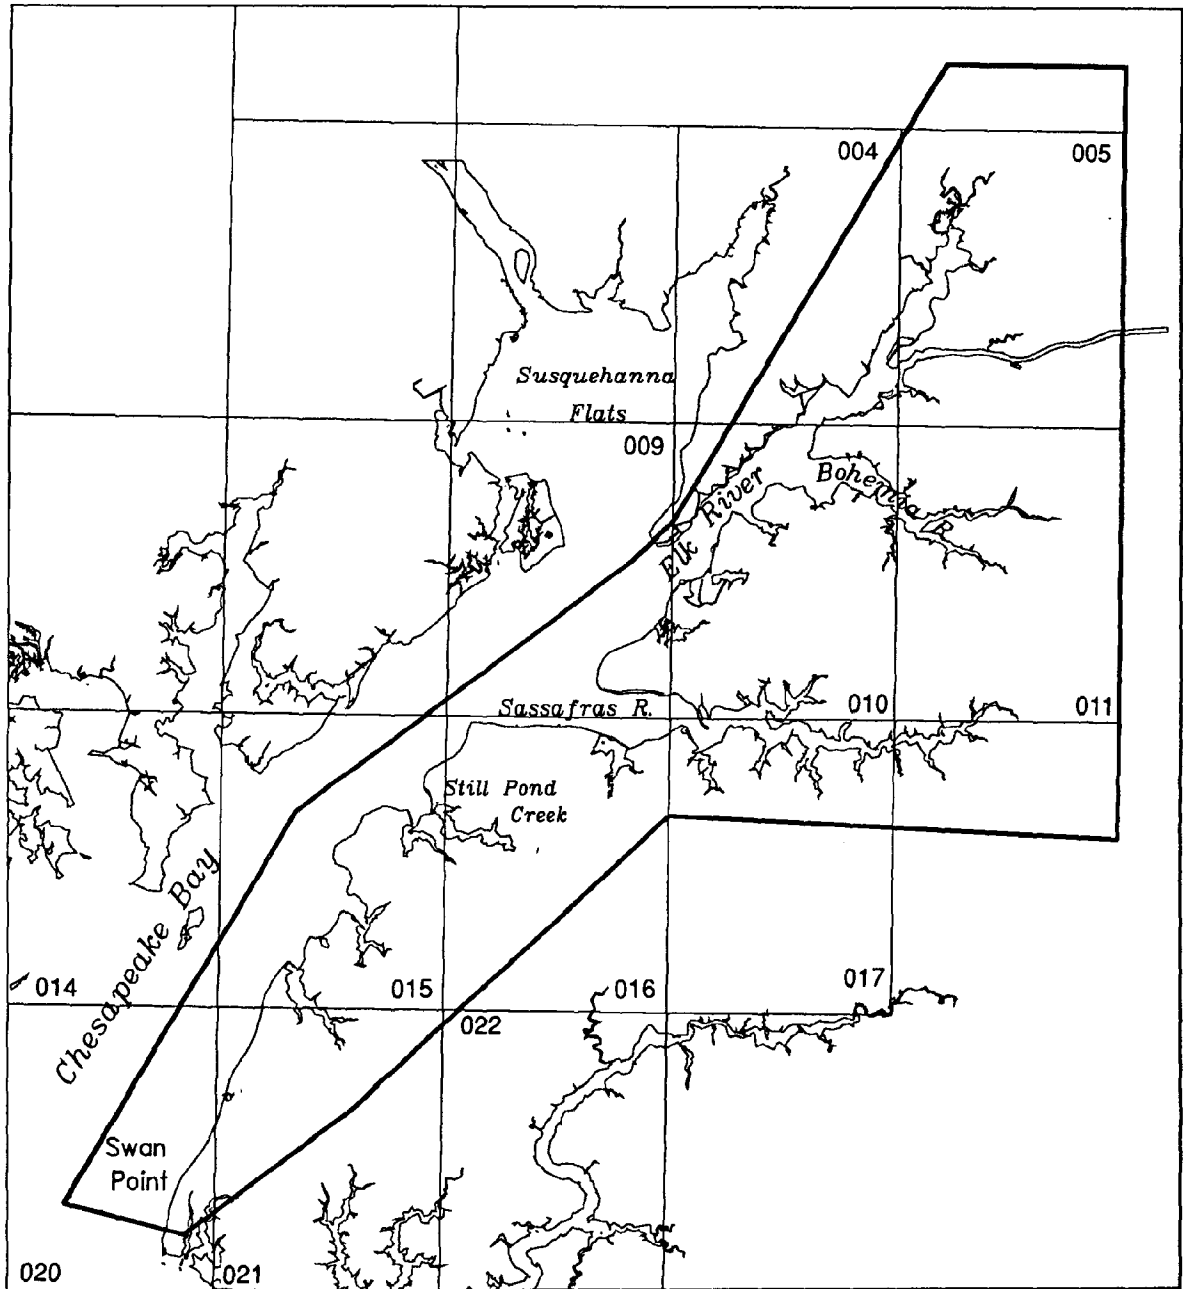 004
005
Susquehanna
Flats
009
Elk River
Bohemia R.
Sassafras R.
010
011
Still Pond
Creek
Chesapeake Bay
014
015
016
017
022
Swan
Point
020
021